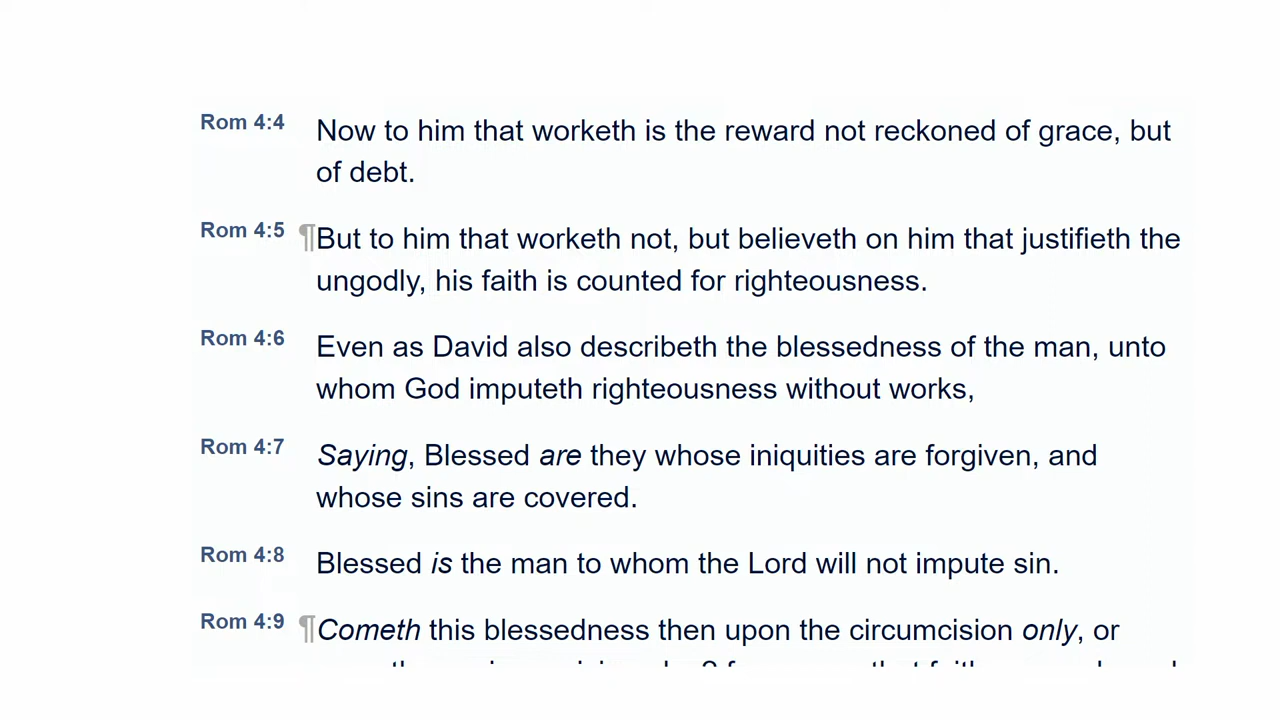 Rom 4:4 Now to him that worketh is the reward not reckoned of grace, but
of debt.
Rom 4:5 ¶But to him that worketh not, but believeth on him that justifieth the
ungodly, his faith is counted for righteousness.
Rom 4:6 Even as David also describeth the blessedness of the man, unto
whom God imputeth righteousness without works,
Rom 4:7 Saying, Blessed are they whose iniquities are forgiven, and
whose sins are covered.
Rom 4:8 Blessed is the man to whom the Lord will not impute sin.
Rom 4:9 ¶Cometh this blessedness then upon the circumcision only, or